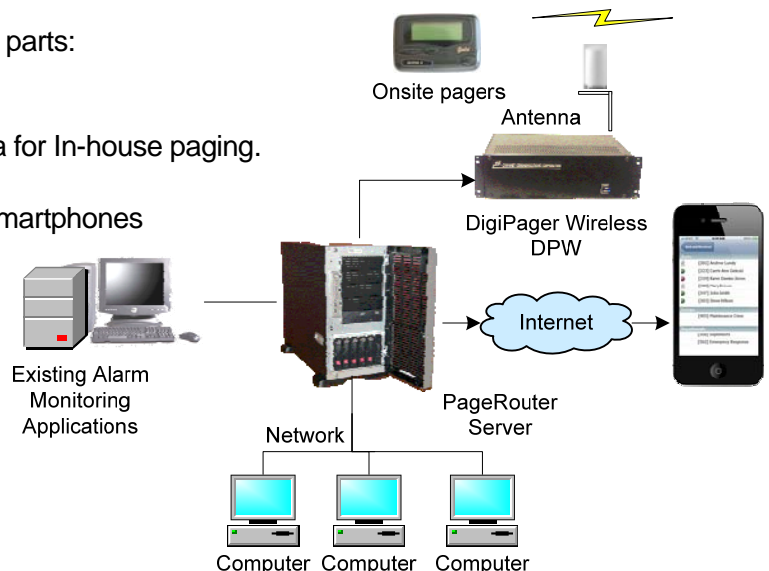 parts:
Onsite pagers
Antenna
a for In-house paging.
martphones
DigiPager Wireless
DPW
Internet
Existing Alarm
Monitoring
Applications
PageRouter
Server
Network
Computer Computer Computer